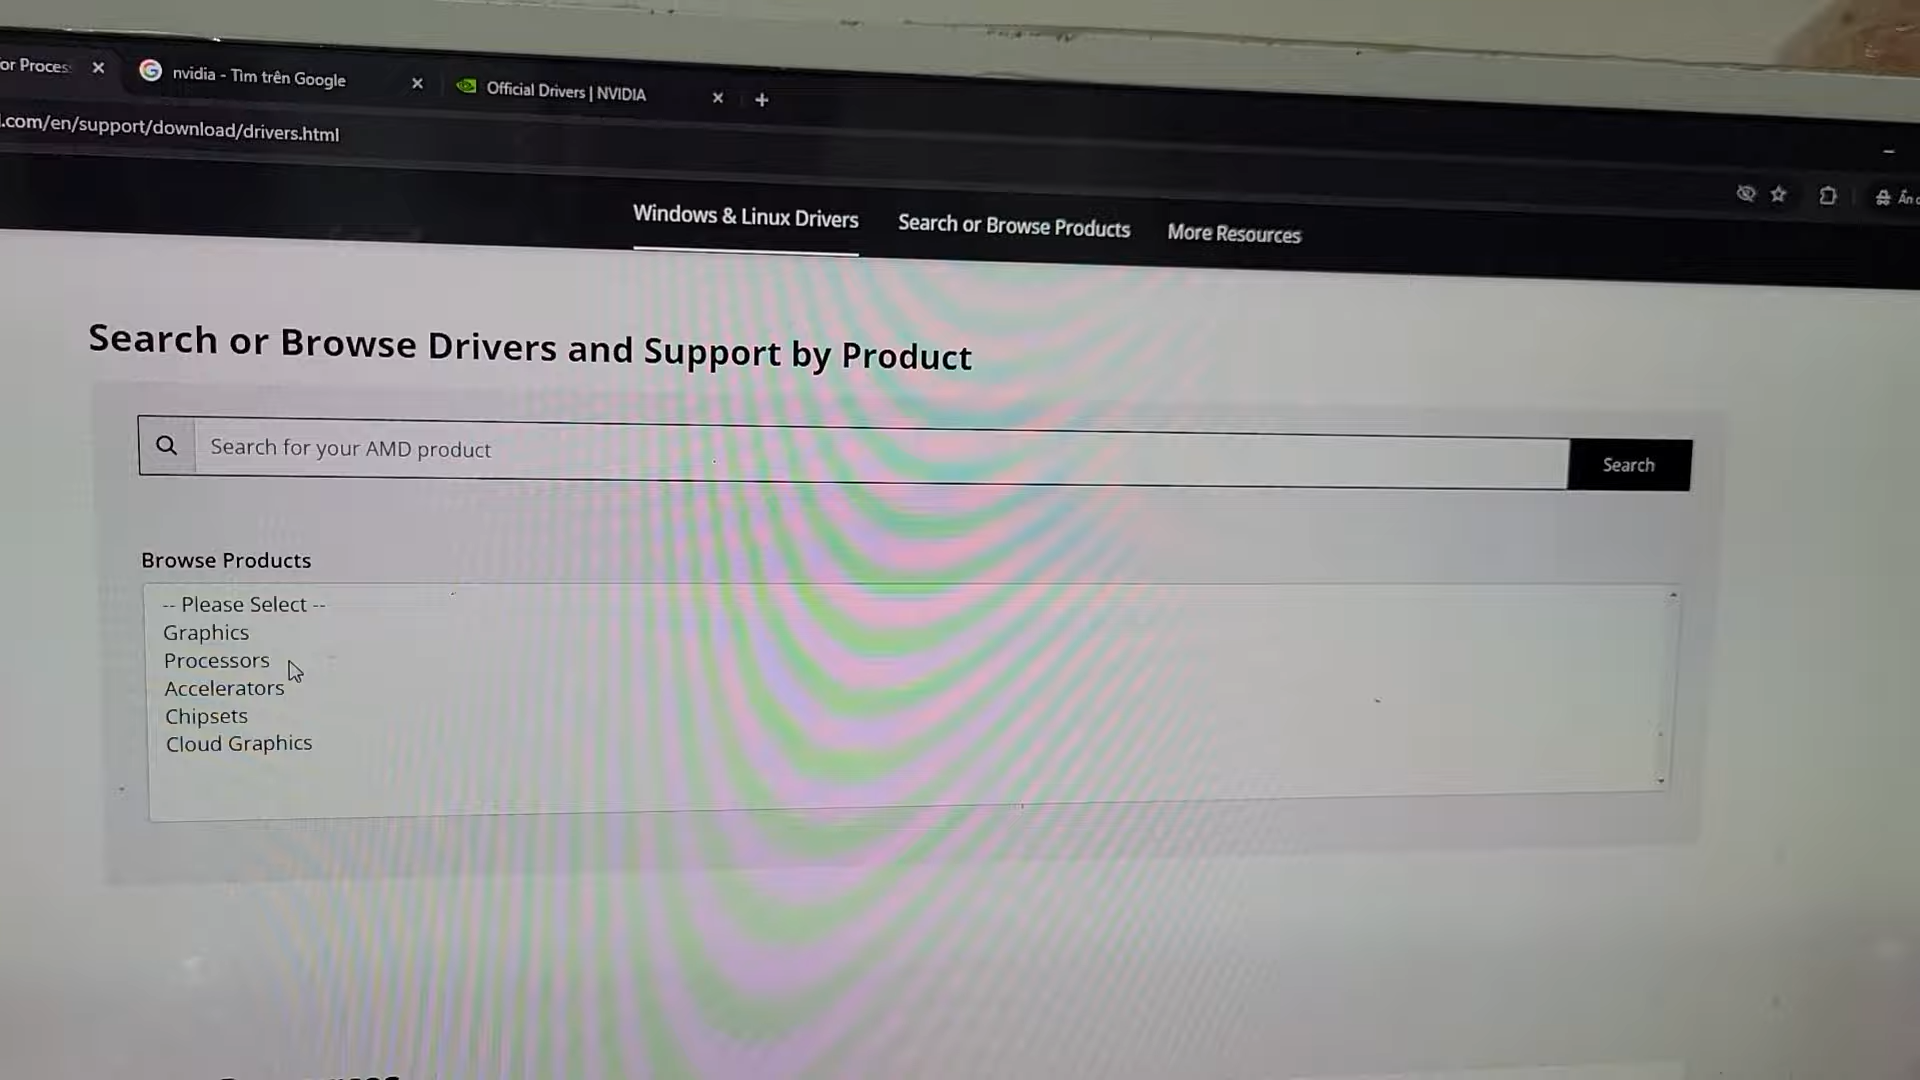 nvidia - Tìm trên Google
Official Drivers | NVIDIA
.com/en/support/download/drivers.html
Windows & Linux Drivers
Search or Browse Products
More Resources
Search or Browse Drivers and Support by Product
Search for your AMD product
Search
Browse Products
-- Please Select --
Graphics
Processors
Accelerators
Chipsets
Cloud Graphics